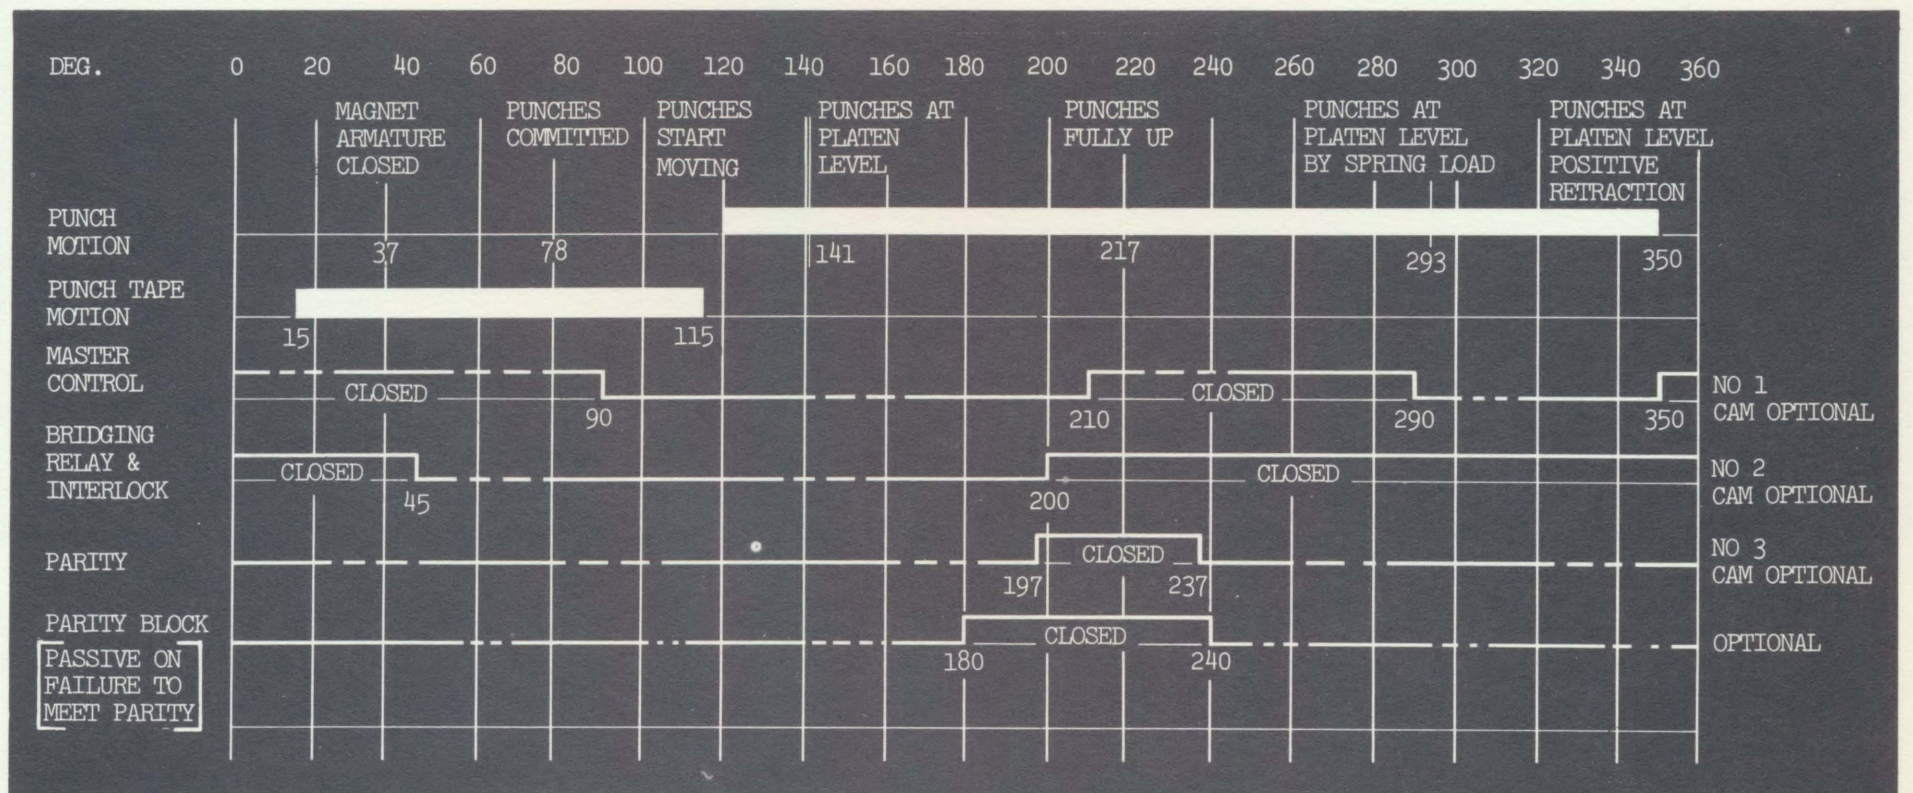 DEG. 0 20 40 60 80 100 120 140 160 180 200 220 240 260 280 300 320 340 360
MAGNET
ARMATURE
CLOSED
PUNCHES
COMMITTED
PUNCHES
START
MOVING
PUNCHES AT
PLATEN
LEVEL
PUNCHES
FULLY UP
PUNCHES AT
PLATEN LEVEL
BY SPRING LOAD
PUNCHES AT
PLATEN LEVEL
POSITIVE
RETRACTION
PUNCH
MOTION
37 78 141 217 293 350
PUNCH TAPE
MOTION
15 115
MASTER
CONTROL
CLOSED CLOSED
90 210 290 350
NO 1
CAM OPTIONAL
BRIDGING
RELAY &
INTERLOCK
CLOSED CLOSED
45 200
NO 2
CAM OPTIONAL
PARITY
CLOSED
197 237
NO 3
CAM OPTIONAL
PARITY BLOCK
CLOSED
180 240
OPTIONAL
PASSIVE ON
FAILURE TO
MEET PARITY